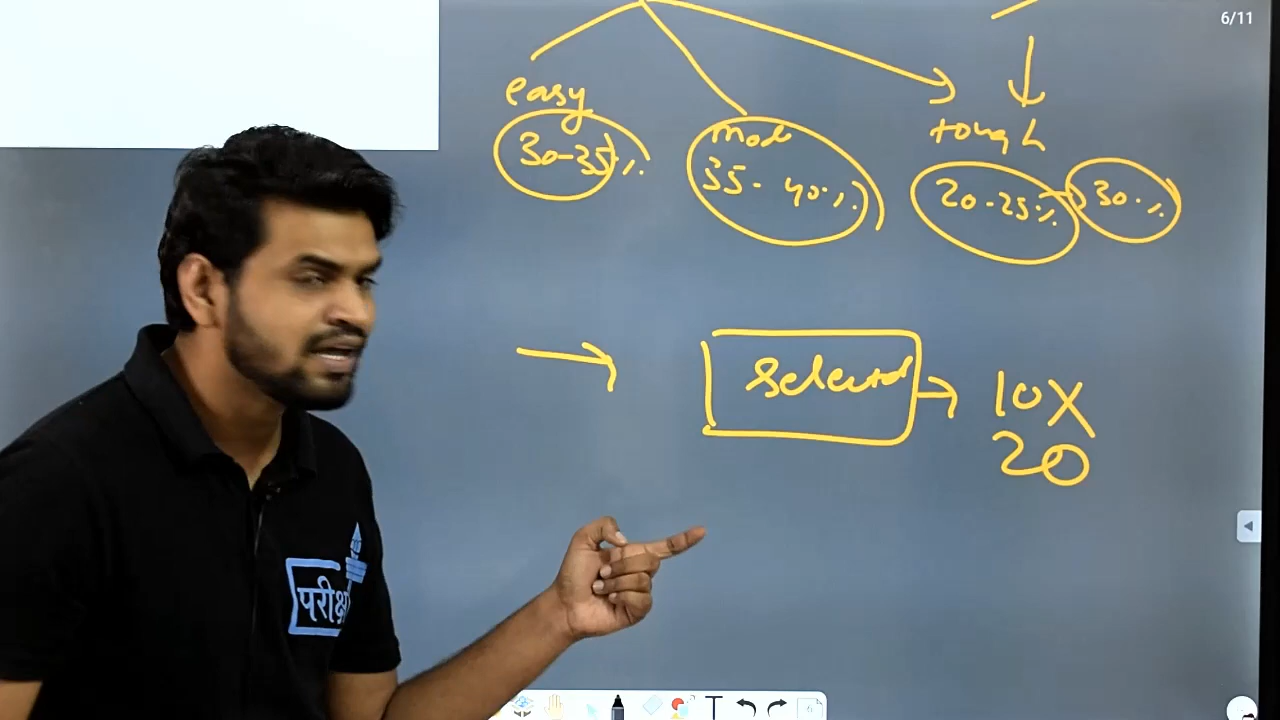 6/11
easy
mod
tough
30-35%
35-40%
20-25%
30%
Selected
10X
20
परीक्षा
T